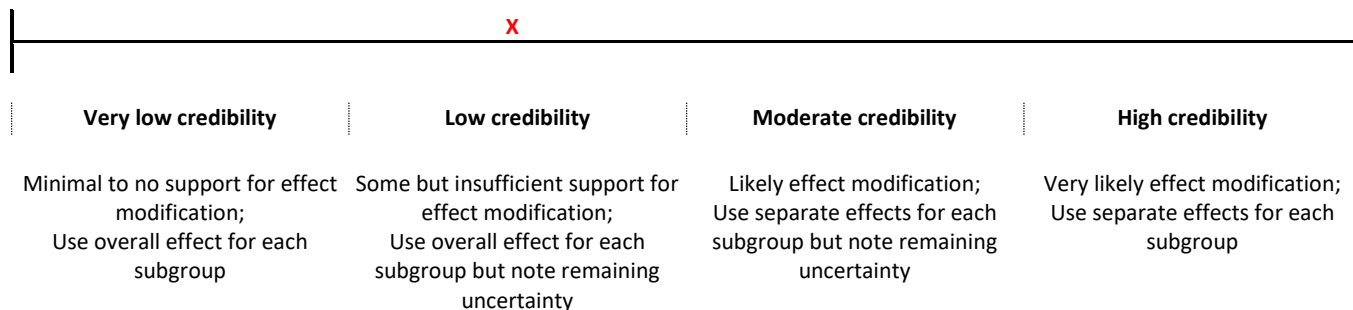 X
Very low credibility
Low credibility
Moderate credibility
High credibility
Minimal to no support for effect
modification;
Use overall effect for each
subgroup
Some but insufficient support for
effect modification;
Use overall effect for each
subgroup but note remaining
uncertainty
Likely effect modification;
Use separate effects for each
subgroup but note remaining
uncertainty
Very likely effect modification;
Use separate effects for each
subgroup